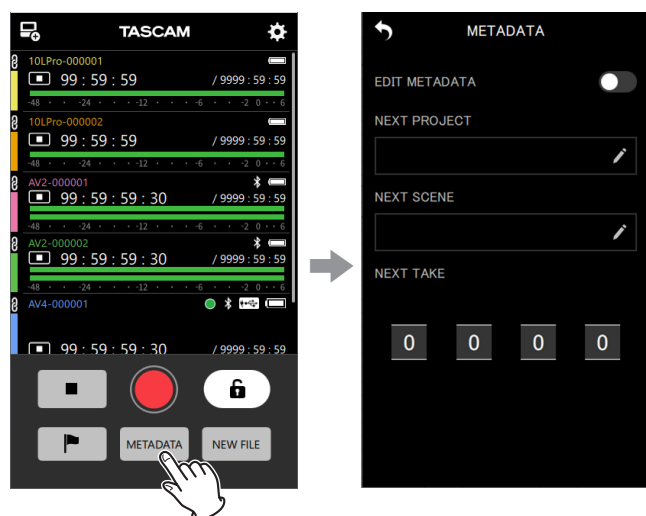 TASCAM
10LPro-000001
99 : 59 : 59 / 9999 : 59 : 59
-48 · · -24 · · · -12 · · · -6 · · -2 0 · · 6
10LPro-000002
99 : 59 : 59 / 9999 : 59 : 59
-48 · · -24 · · · -12 · · · -6 · · -2 0 · · 6
AV2-000001
99 : 59 : 59 : 30 / 9999 : 59 : 59
-48 · · -24 · · · -12 · · · -6 · · -2 0 · · 6
AV2-000002
99 : 59 : 59 : 30 / 9999 : 59 : 59
-48 · · -24 · · · -12 · · · -6 · · -2 0 · · 6
AV4-000001
99 : 59 : 59 : 30 / 9999 : 59 : 59
METADATA NEW FILE
METADATA
EDIT METADATA
NEXT PROJECT
NEXT SCENE
NEXT TAKE
0 0 0 0